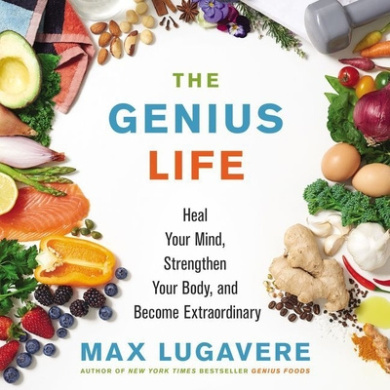 THE
GENIUS
LIFE
Heal
Your Mind,
Strengthen
Your Body, and
Become Extraordinary
MAX LUGAVERE
AUTHOR OF NEW YORK TIMES BESTSELLER GENIUS FOODS